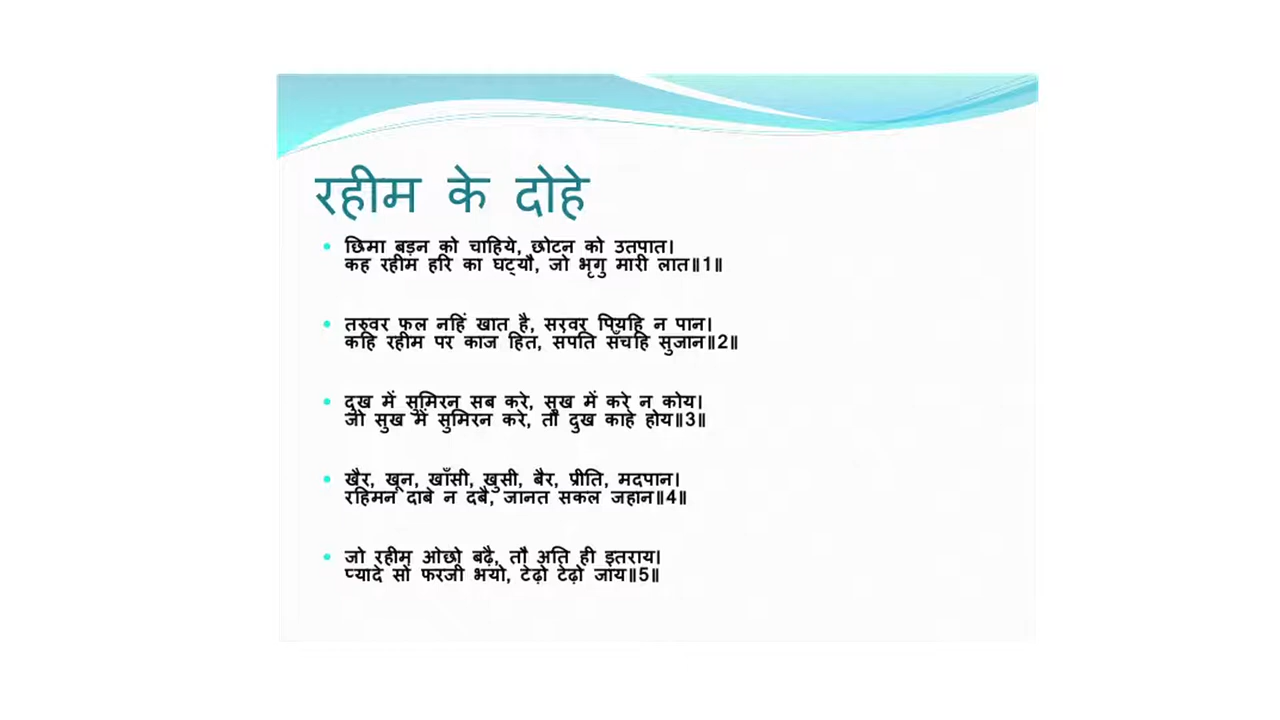 रहीम के दोहे
छिमा बड़न को चाहिये, छोटन को उतपात।
कह रहीम हरि का घट्यौ, जो भृगु मारी लात॥1॥
तरुवर फल नहिं खात है, सरवर पियहि न पान।
कहि रहीम पर काज हित, संपति सँचहि सुजान॥2॥
दुख में सुमिरन सब करे, सुख में करे न कोय।
जो सुख में सुमिरन करे, तो दुख काहे होय॥3॥
खैर, खून, खाँसी, खुसी, बैर, प्रीति, मदपान।
रहिमन दाबे न दबै, जानत सकल जहान॥4॥
जो रहीम ओछो बढ़ै, तौ अति ही इतराय।
प्यादे सों फरजी भयो, टेढ़ो टेढ़ो जाय॥5॥